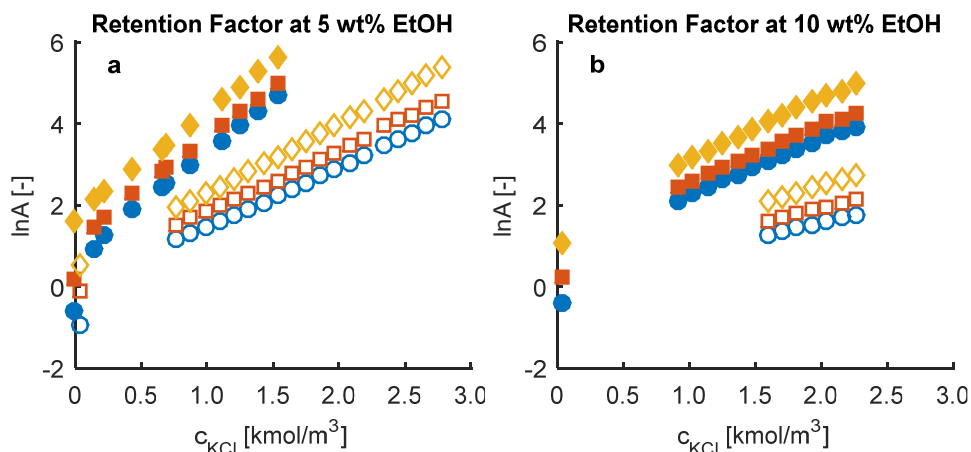 Retention Factor at 5 wt% EtOH
a
lnA [-]
6
4
2
0
-2
0 0.5 1.0 1.5 2.0 2.5 3.0
c_KCl [kmol/m³]
Retention Factor at 10 wt% EtOH
b
lnA [-]
6
4
2
0
-2
0 0.5 1.0 1.5 2.0 2.5 3.0
c_KCl [kmol/m³]